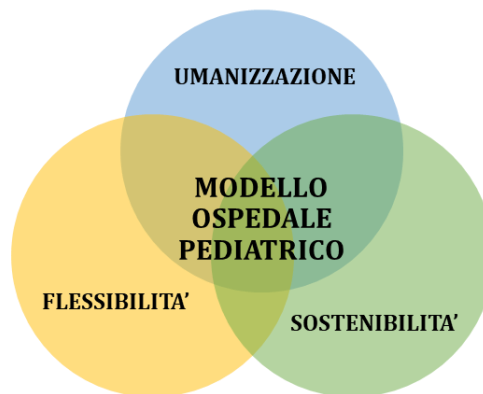 UMANIZZAZIONE
MODELLO
OSPEDALE
PEDIATRICO
FLESSIBILITA’
SOSTENIBILITA’